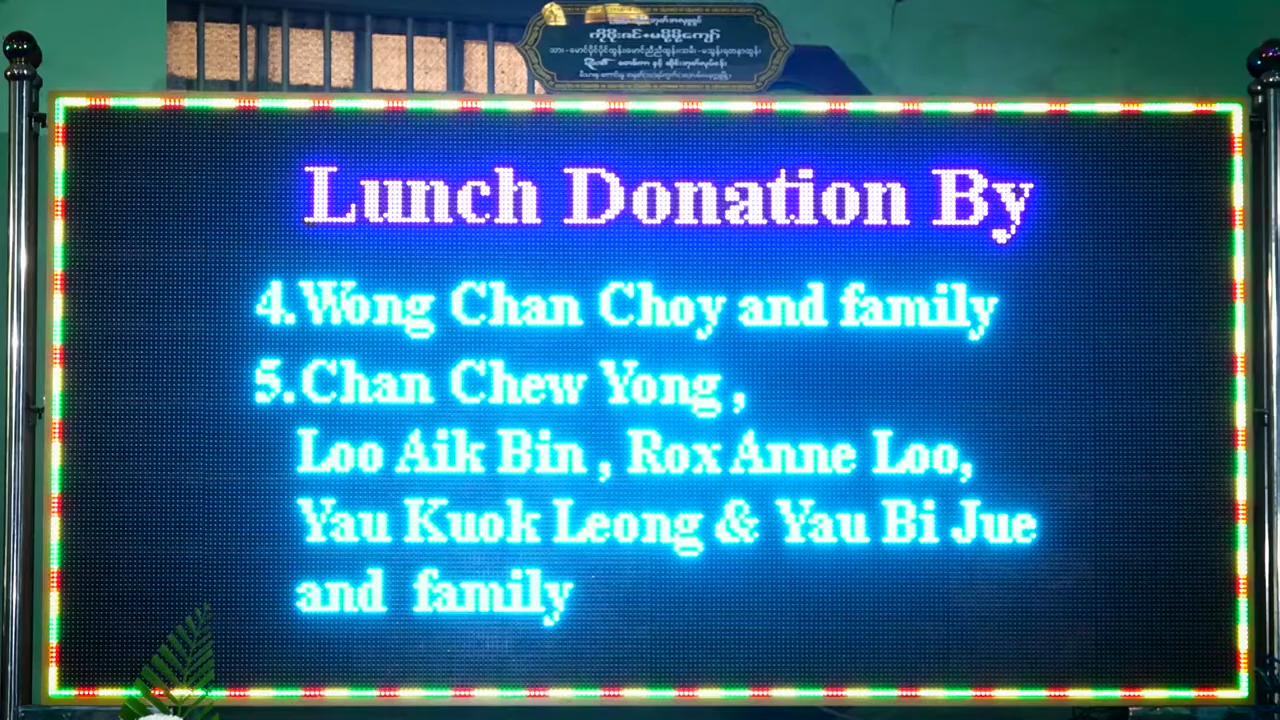 Lunch Donation By
4.Wong Chan Choy and family
5.Chan Chew Yong ,
Loo Aik Bin , Rox Anne Loo,
Yau Kuok Leong & Yau Bi Jue
and family